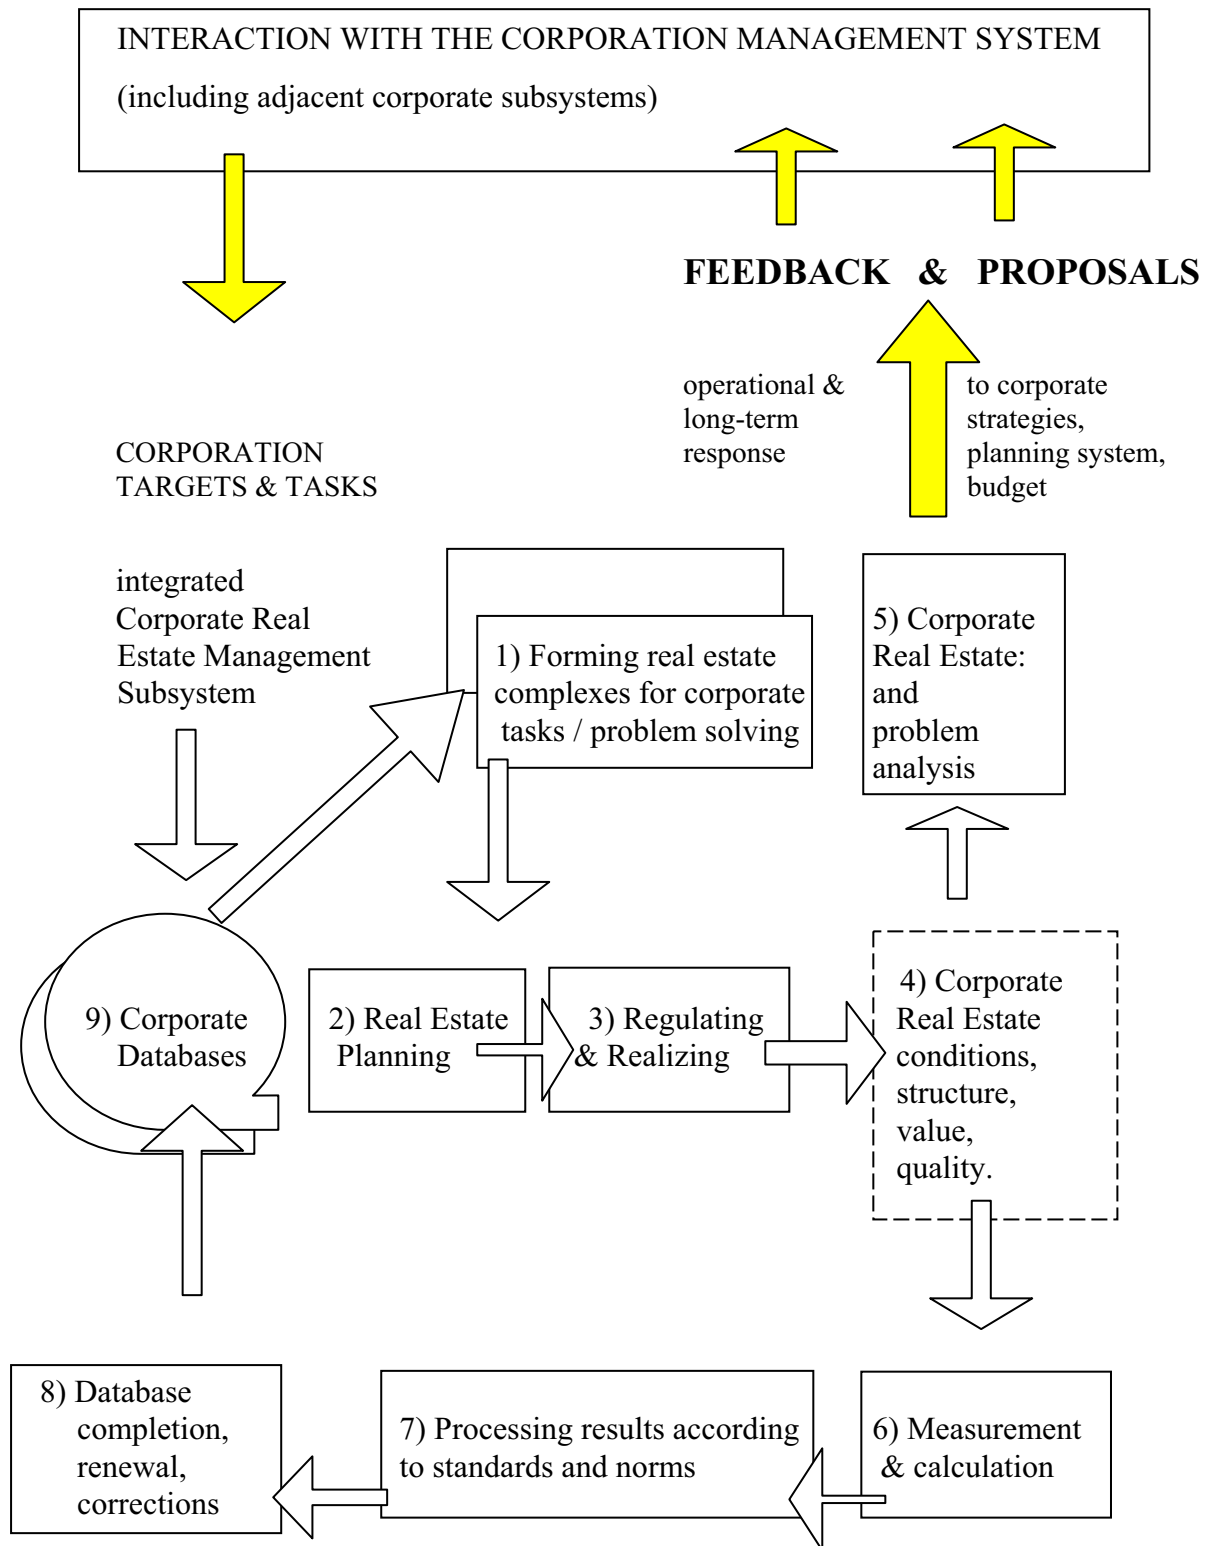 INTERACTION WITH THE CORPORATION MANAGEMENT SYSTEM
(including adjacent corporate subsystems)
FEEDBACK & PROPOSALS
operational &
long-term
response
to corporate
strategies,
planning system,
budget
CORPORATION
TARGETS & TASKS
integrated
Corporate Real
Estate Management
Subsystem
1) Forming real estate
complexes for corporate
tasks / problem solving
5) Corporate
Real Estate:
and
problem
analysis
9) Corporate
Databases
2) Real Estate
Planning
3) Regulating
& Realizing
4) Corporate
Real Estate
conditions,
structure,
value,
quality.
8) Database
completion,
renewal,
corrections
7) Processing results according
to standards and norms
6) Measurement
& calculation